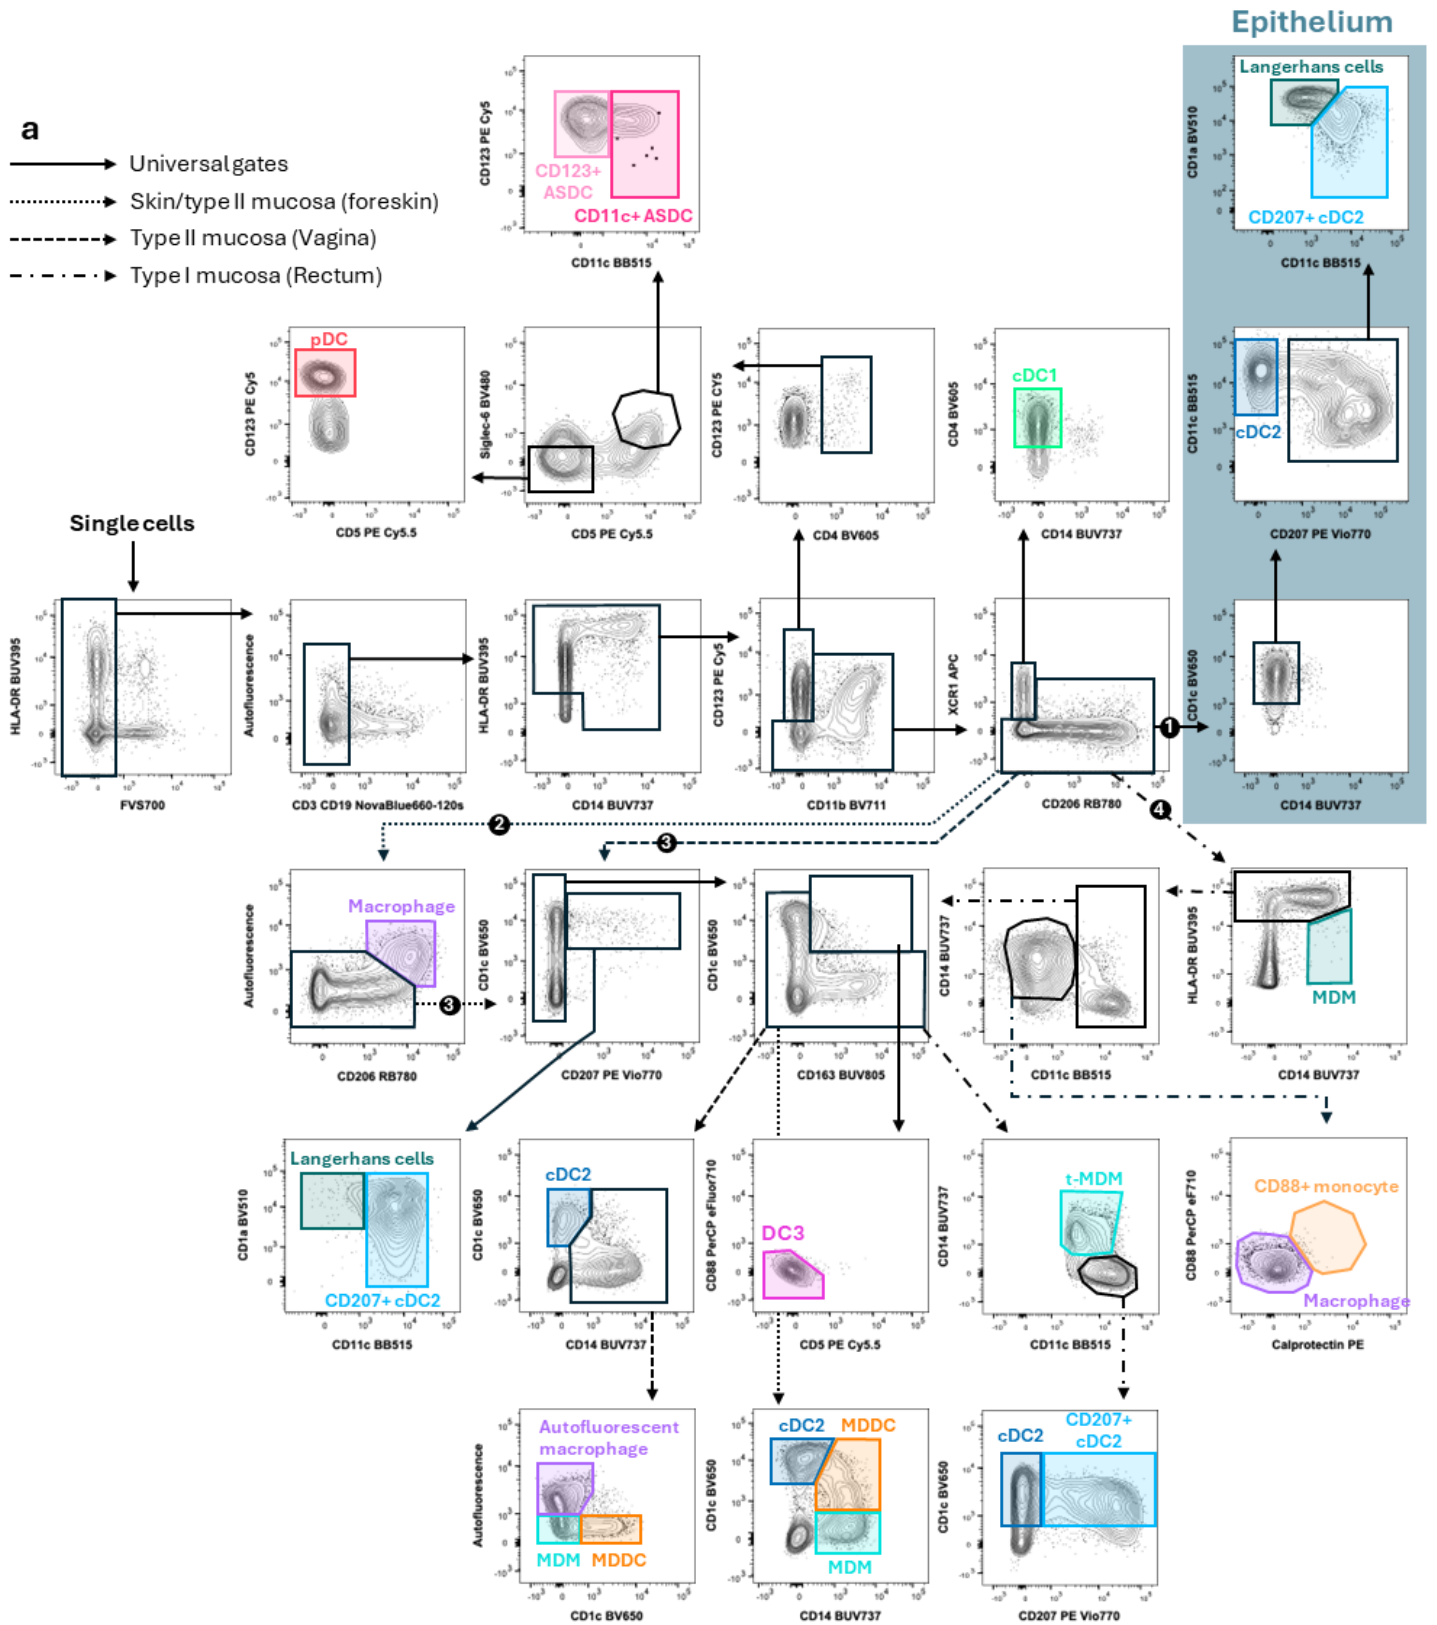 Epithelium
a
Universal gates
Skin/type II mucosa (foreskin)
Type II mucosa (Vagina)
Type I mucosa (Rectum)
CD123 PE Cy5
CD123+
ASDC
CD11c+ ASDC
CD11c BB515
CD1a BV510
Langerhans cells
CD207+ cDC2
CD11c BB515
CD123 PE Cy5
pDC
CD5 PE Cy5.5
Siglec-6 BV480
CD5 PE Cy5.5
CD123 PE CY5
CD4 BV605
CD4 BV605
cDC1
CD14 BUV737
CD11c BB515
cDC2
CD207 PE Vio770
Single cells
HLA-DR BUV395
FVS700
Autofluorescence
CD3 CD19 NovaBlue660-120s
HLA-DR BUV395
CD14 BUV737
CD123 PE Cy5
CD11b BV711
XCR1 APC
CD206 RB780
1
CD1c BV650
CD14 BUV737
2
3
4
Autofluorescence
Macrophage
CD206 RB780
3
CD1c BV650
CD207 PE Vio770
CD1c BV650
CD163 BUV805
CD14 BUV737
CD11c BB515
HLA-DR BUV395
MDM
CD14 BUV737
CD1a BV510
Langerhans cells
CD207+ cDC2
CD11c BB515
CD1c BV650
cDC2
CD14 BUV737
CD88 PerCP eFluor710
DC3
CD5 PE Cy5.5
CD14 BUV737
t-MDM
CD11c BB515
CD88 PerCP eF710
CD88+ monocyte
Macrophage
Calprotectin PE
Autofluorescence
Autofluorescent
macrophage
MDM MDDC
CD1c BV650
CD1c BV650
cDC2 MDDC
MDM
CD14 BUV737
CD1c BV650
cDC2
CD207+
cDC2
CD207 PE Vio770